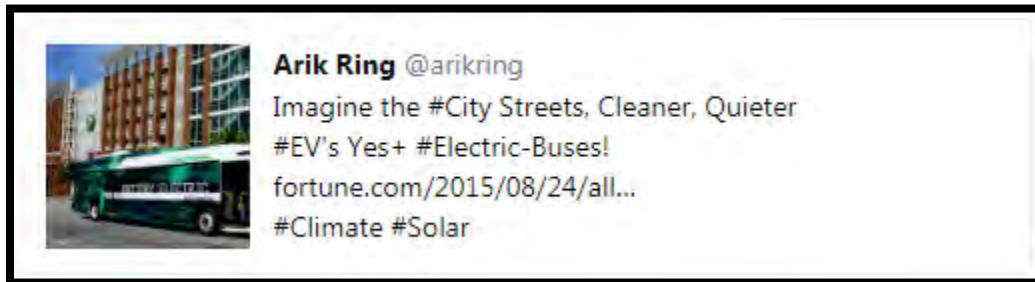 Arik Ring @arikring
Imagine the #City Streets, Cleaner, Quieter
#EV's Yes+ #Electric-Buses!
fortune.com/2015/08/24/all...
#Climate #Solar